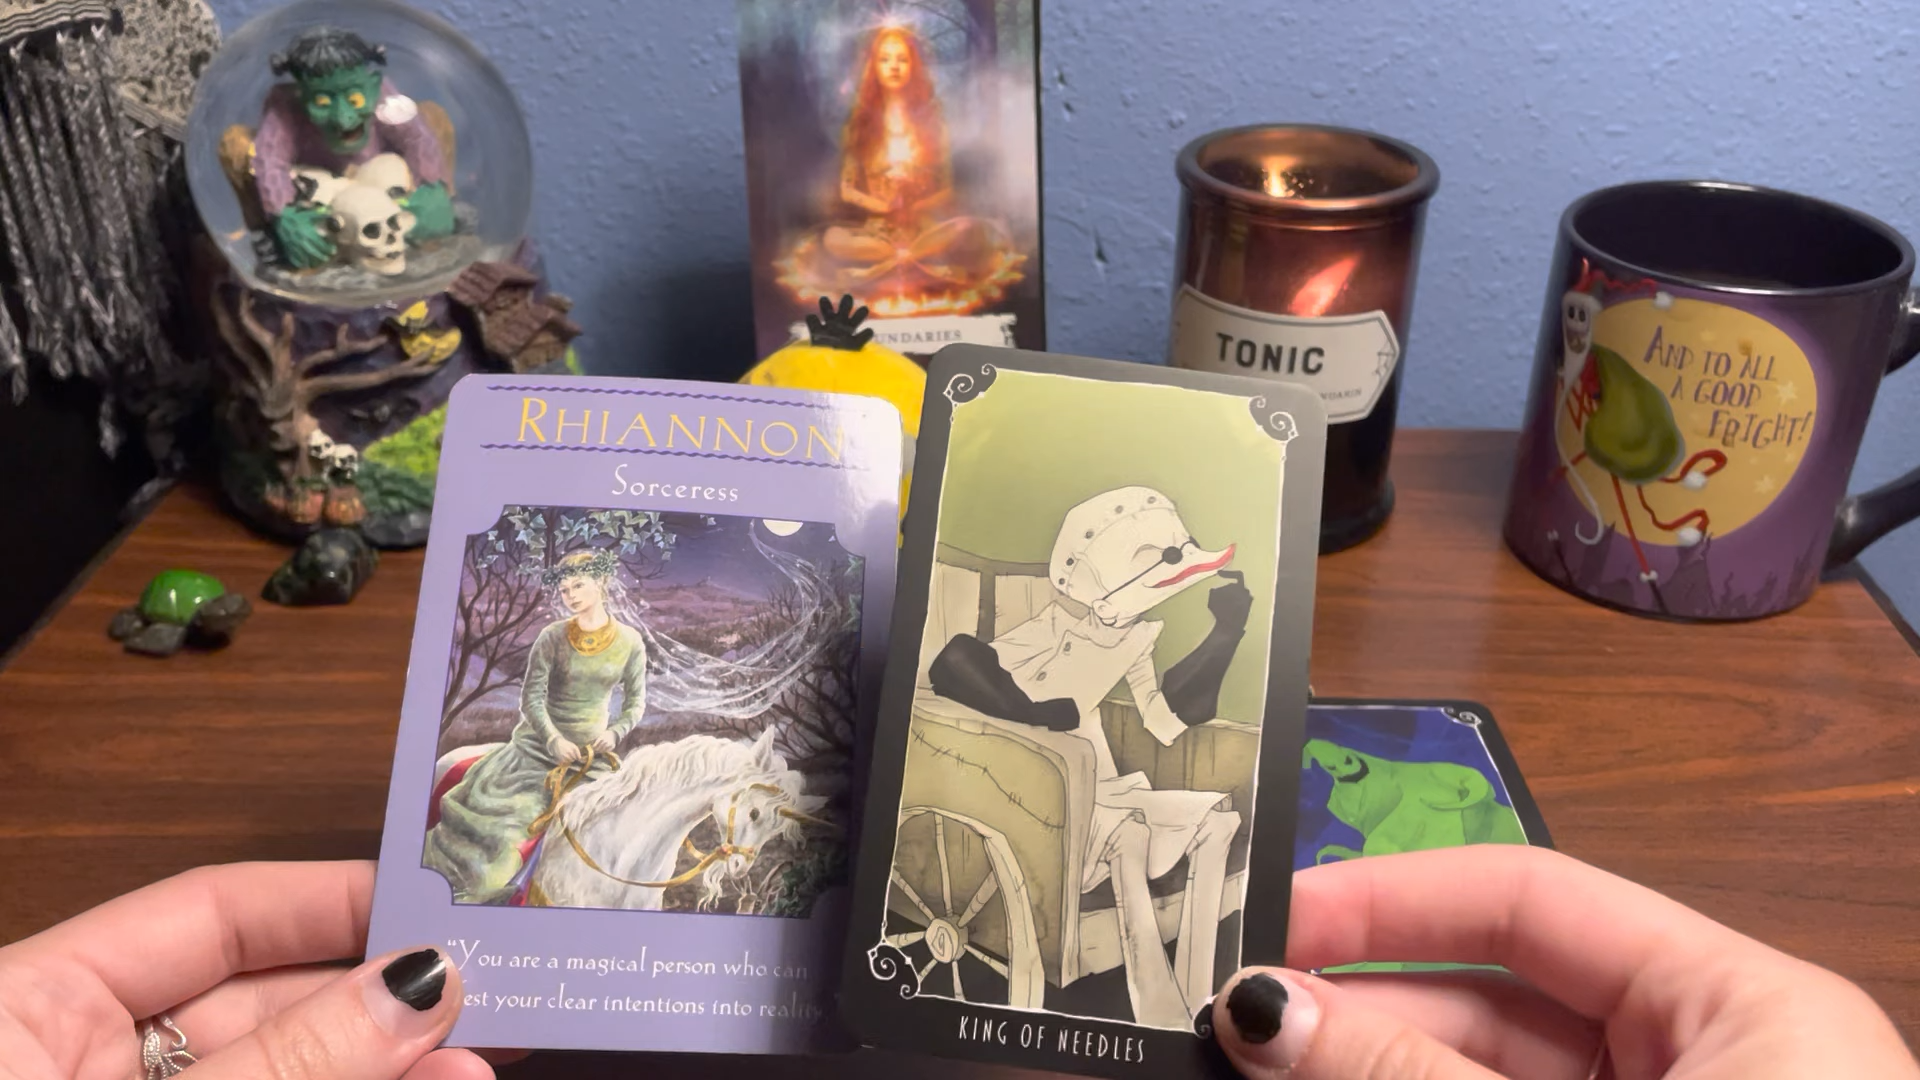 TONIC
AND TO ALL
A GOOD
FRIGHT!
RHIANNON
Sorceress
"You are a magical person who can
your clear intentions into reality
KING OF NEEDLES